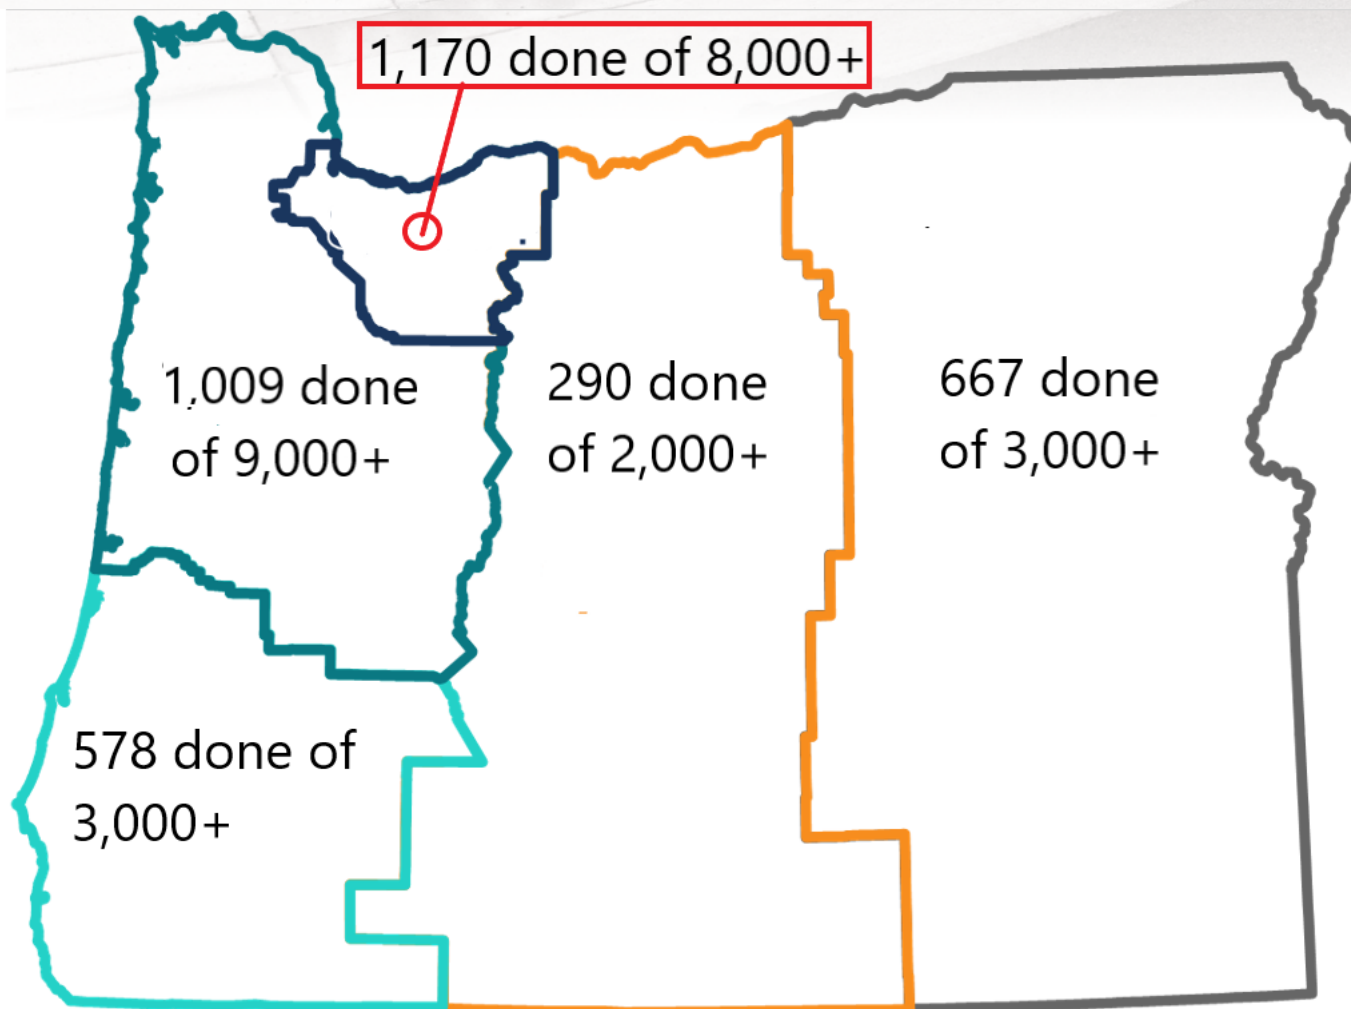 1,170 done of 8,000+
1,009 done
of 9,000+
290 done
of 2,000+
667 done
of 3,000+
578 done of
3,000+